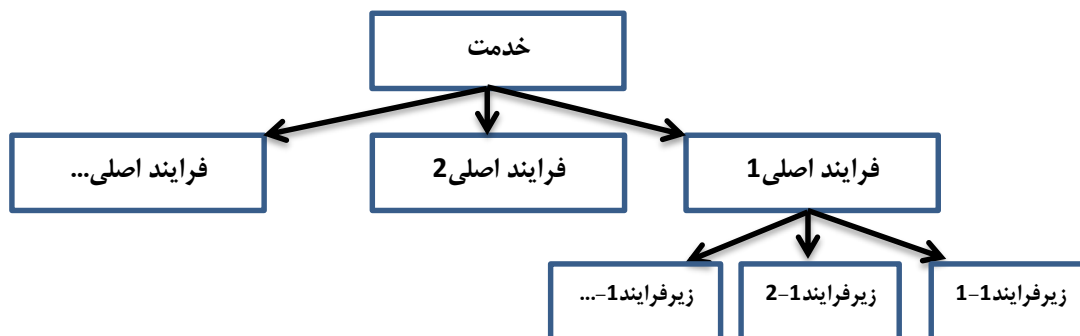 خدمت
فرایند اصلی1
فرایند اصلی2
فرایند اصلی...
زیرفرایند1-1
زیرفرایند1-2
زیرفرایند1-...